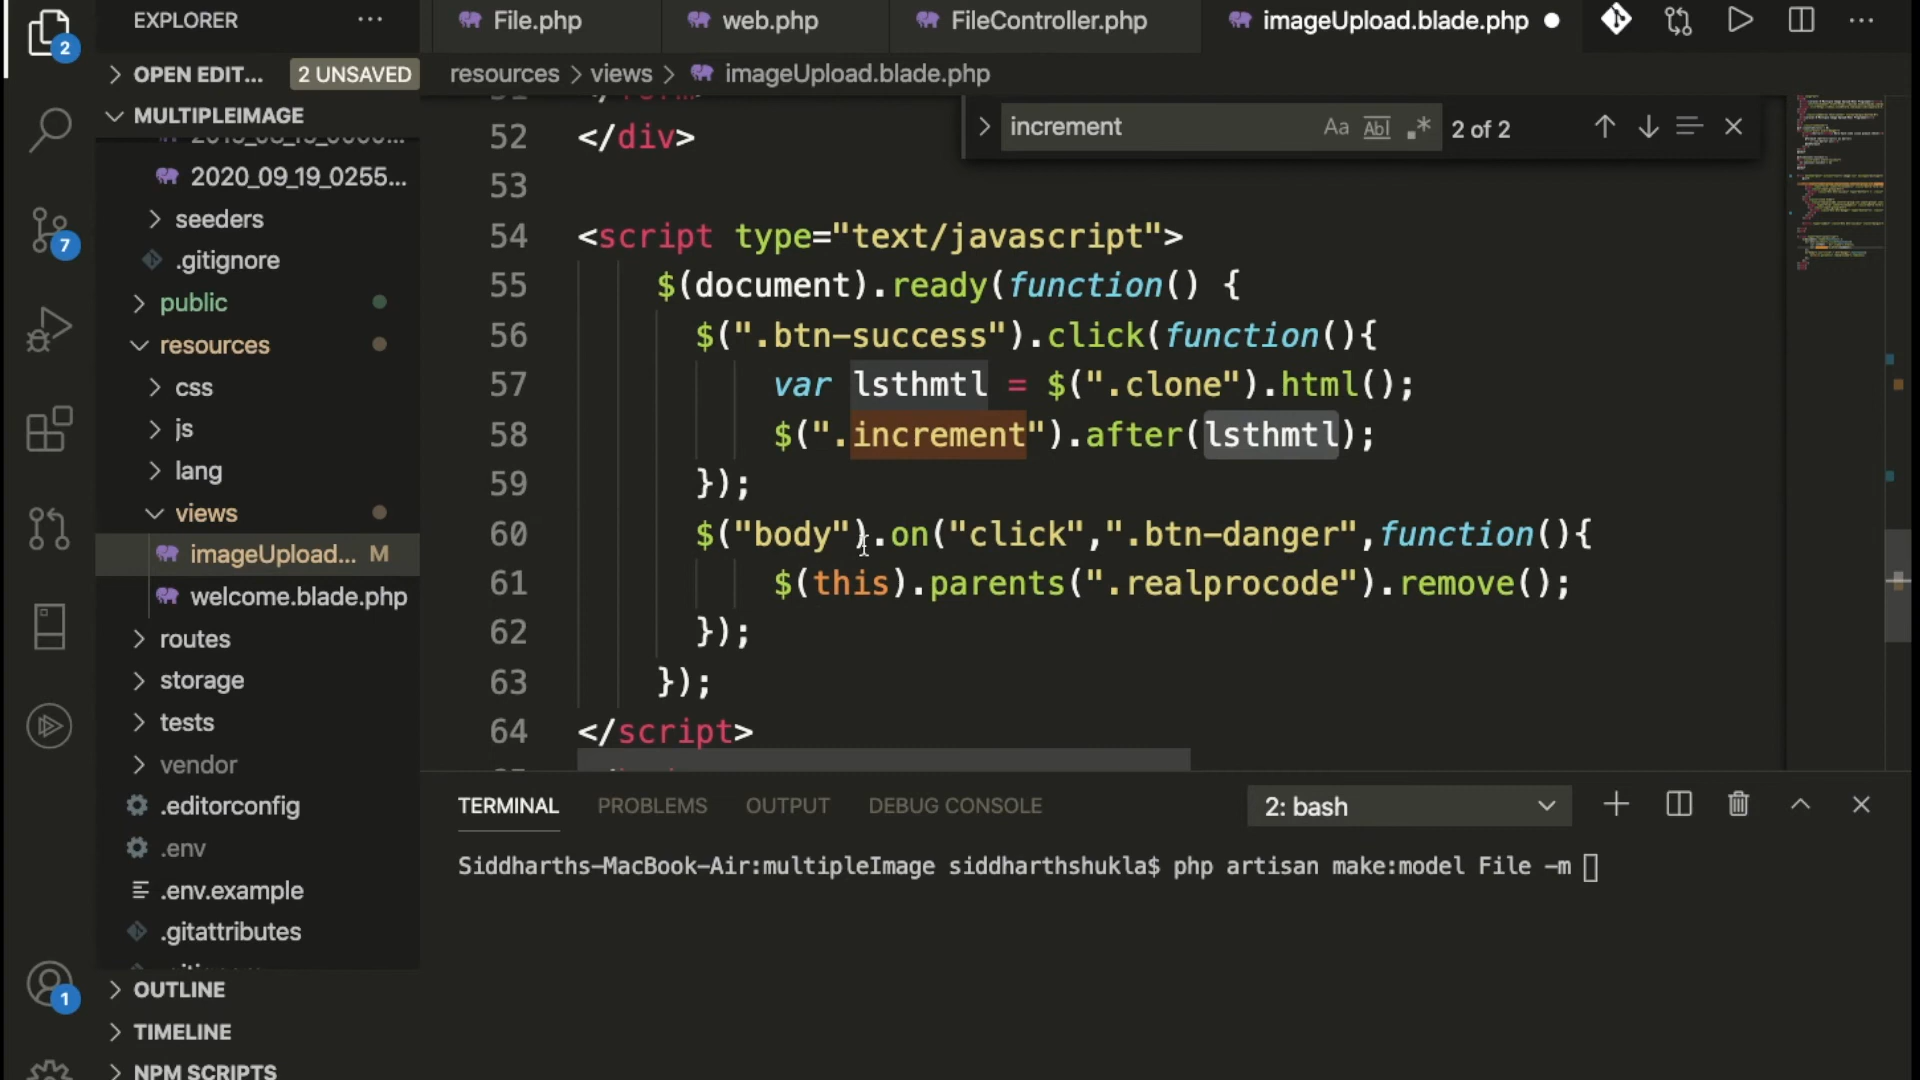 EXPLORER
File.php
web.php
FileController.php
imageUpload.blade.php
2
OPEN EDIT...
2 UNSAVED
resources > views > imageUpload.blade.php
MULTIPLEIMAGE
increment
Aa
Abl
.*
2 of 2
2020_09_19_0255...
seeders
.gitignore
public
resources
css
js
lang
views
imageUpload... M
welcome.blade.php
routes
storage
tests
vendor
.editorconfig
.env
.env.example
.gitattributes
OUTLINE
TIMELINE
NPM SCRIPTS
7
1
52 </div>
53
54 <script type="text/javascript">
55 $(document).ready(function() {
56 $(".btn-success").click(function(){
57 var lsthmtl = $(".clone").html();
58 $(".increment").after(lsthmtl);
59 });
60 $("body").on("click",".btn-danger",function(){
61 $(this).parents(".realprocode").remove();
62 });
63 });
64 </script>
TERMINAL
PROBLEMS
OUTPUT
DEBUG CONSOLE
2: bash
Siddharths-MacBook-Air:multipleImage siddharthshukla$ php artisan make:model File -m